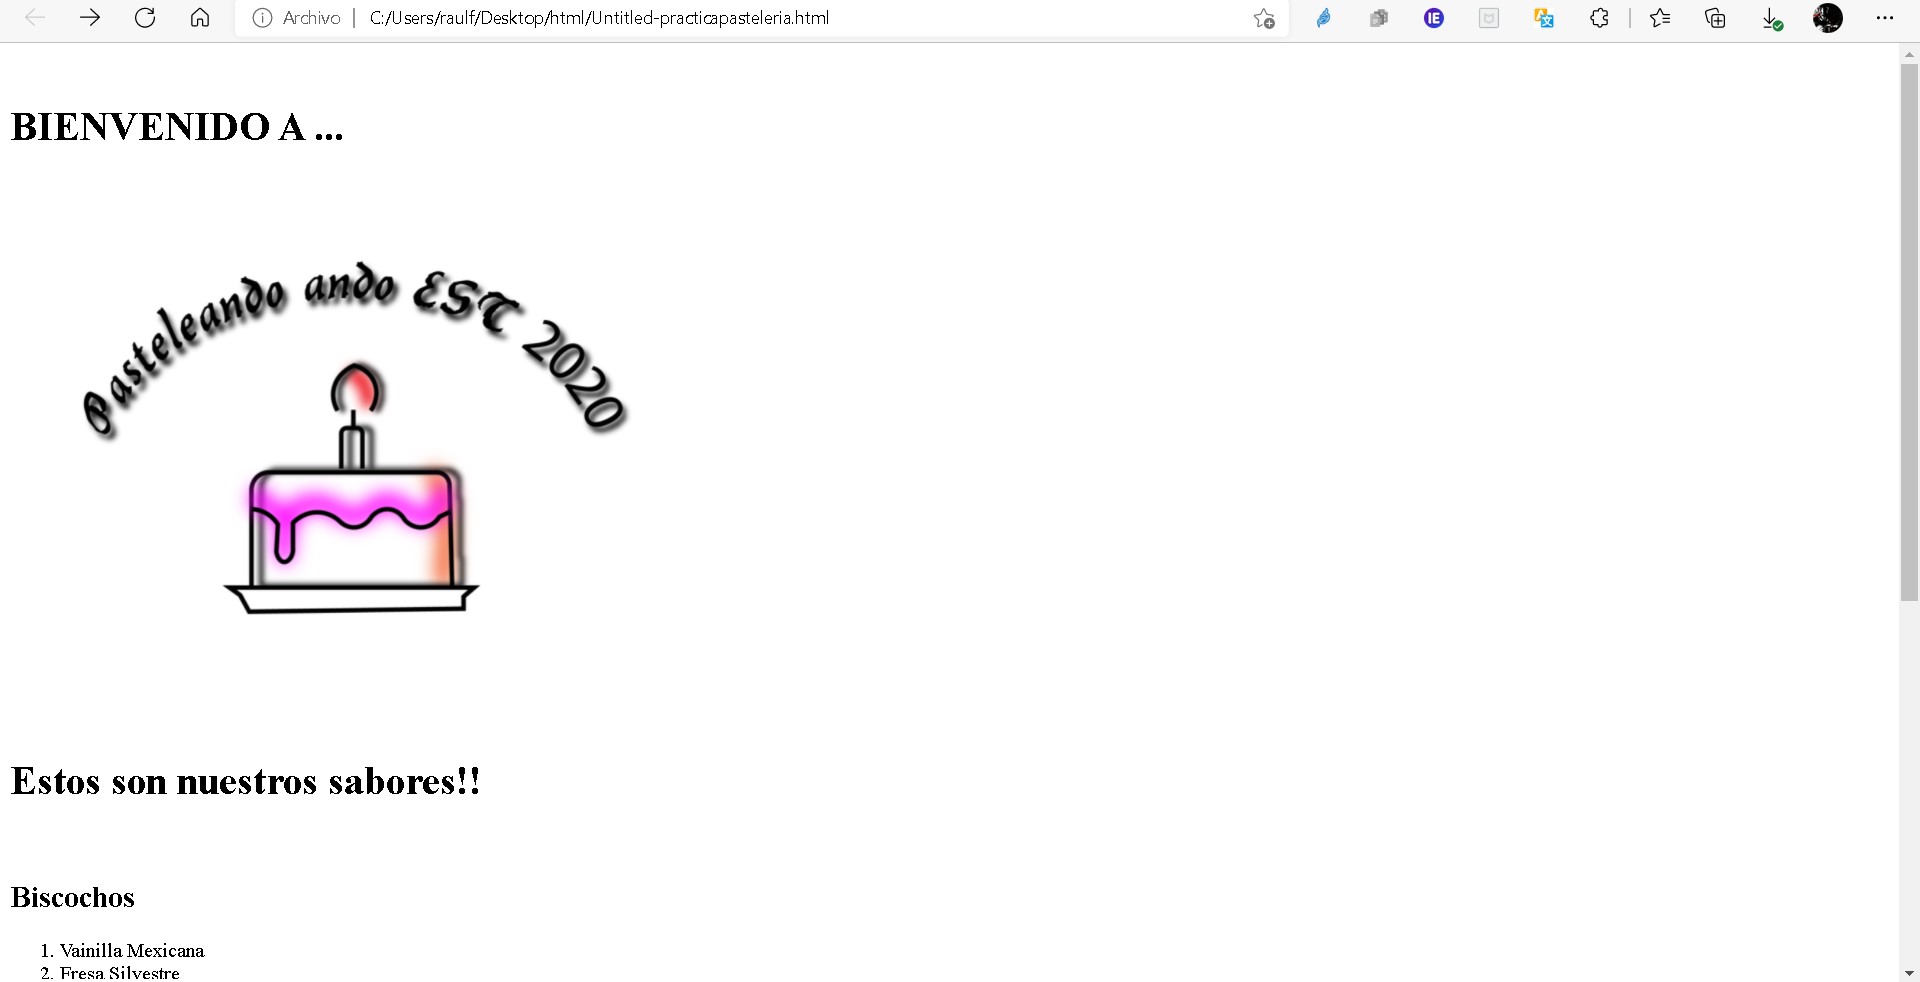 Archivo | C:/Users/raulf/Desktop/html/Untitled-practicapasteleria.html
IE
BIENVENIDO A ...
Pasteleando ando EST 2020
Estos son nuestros sabores!!
Biscochos
1. Vainilla Mexicana
2. Fresa Silvestre